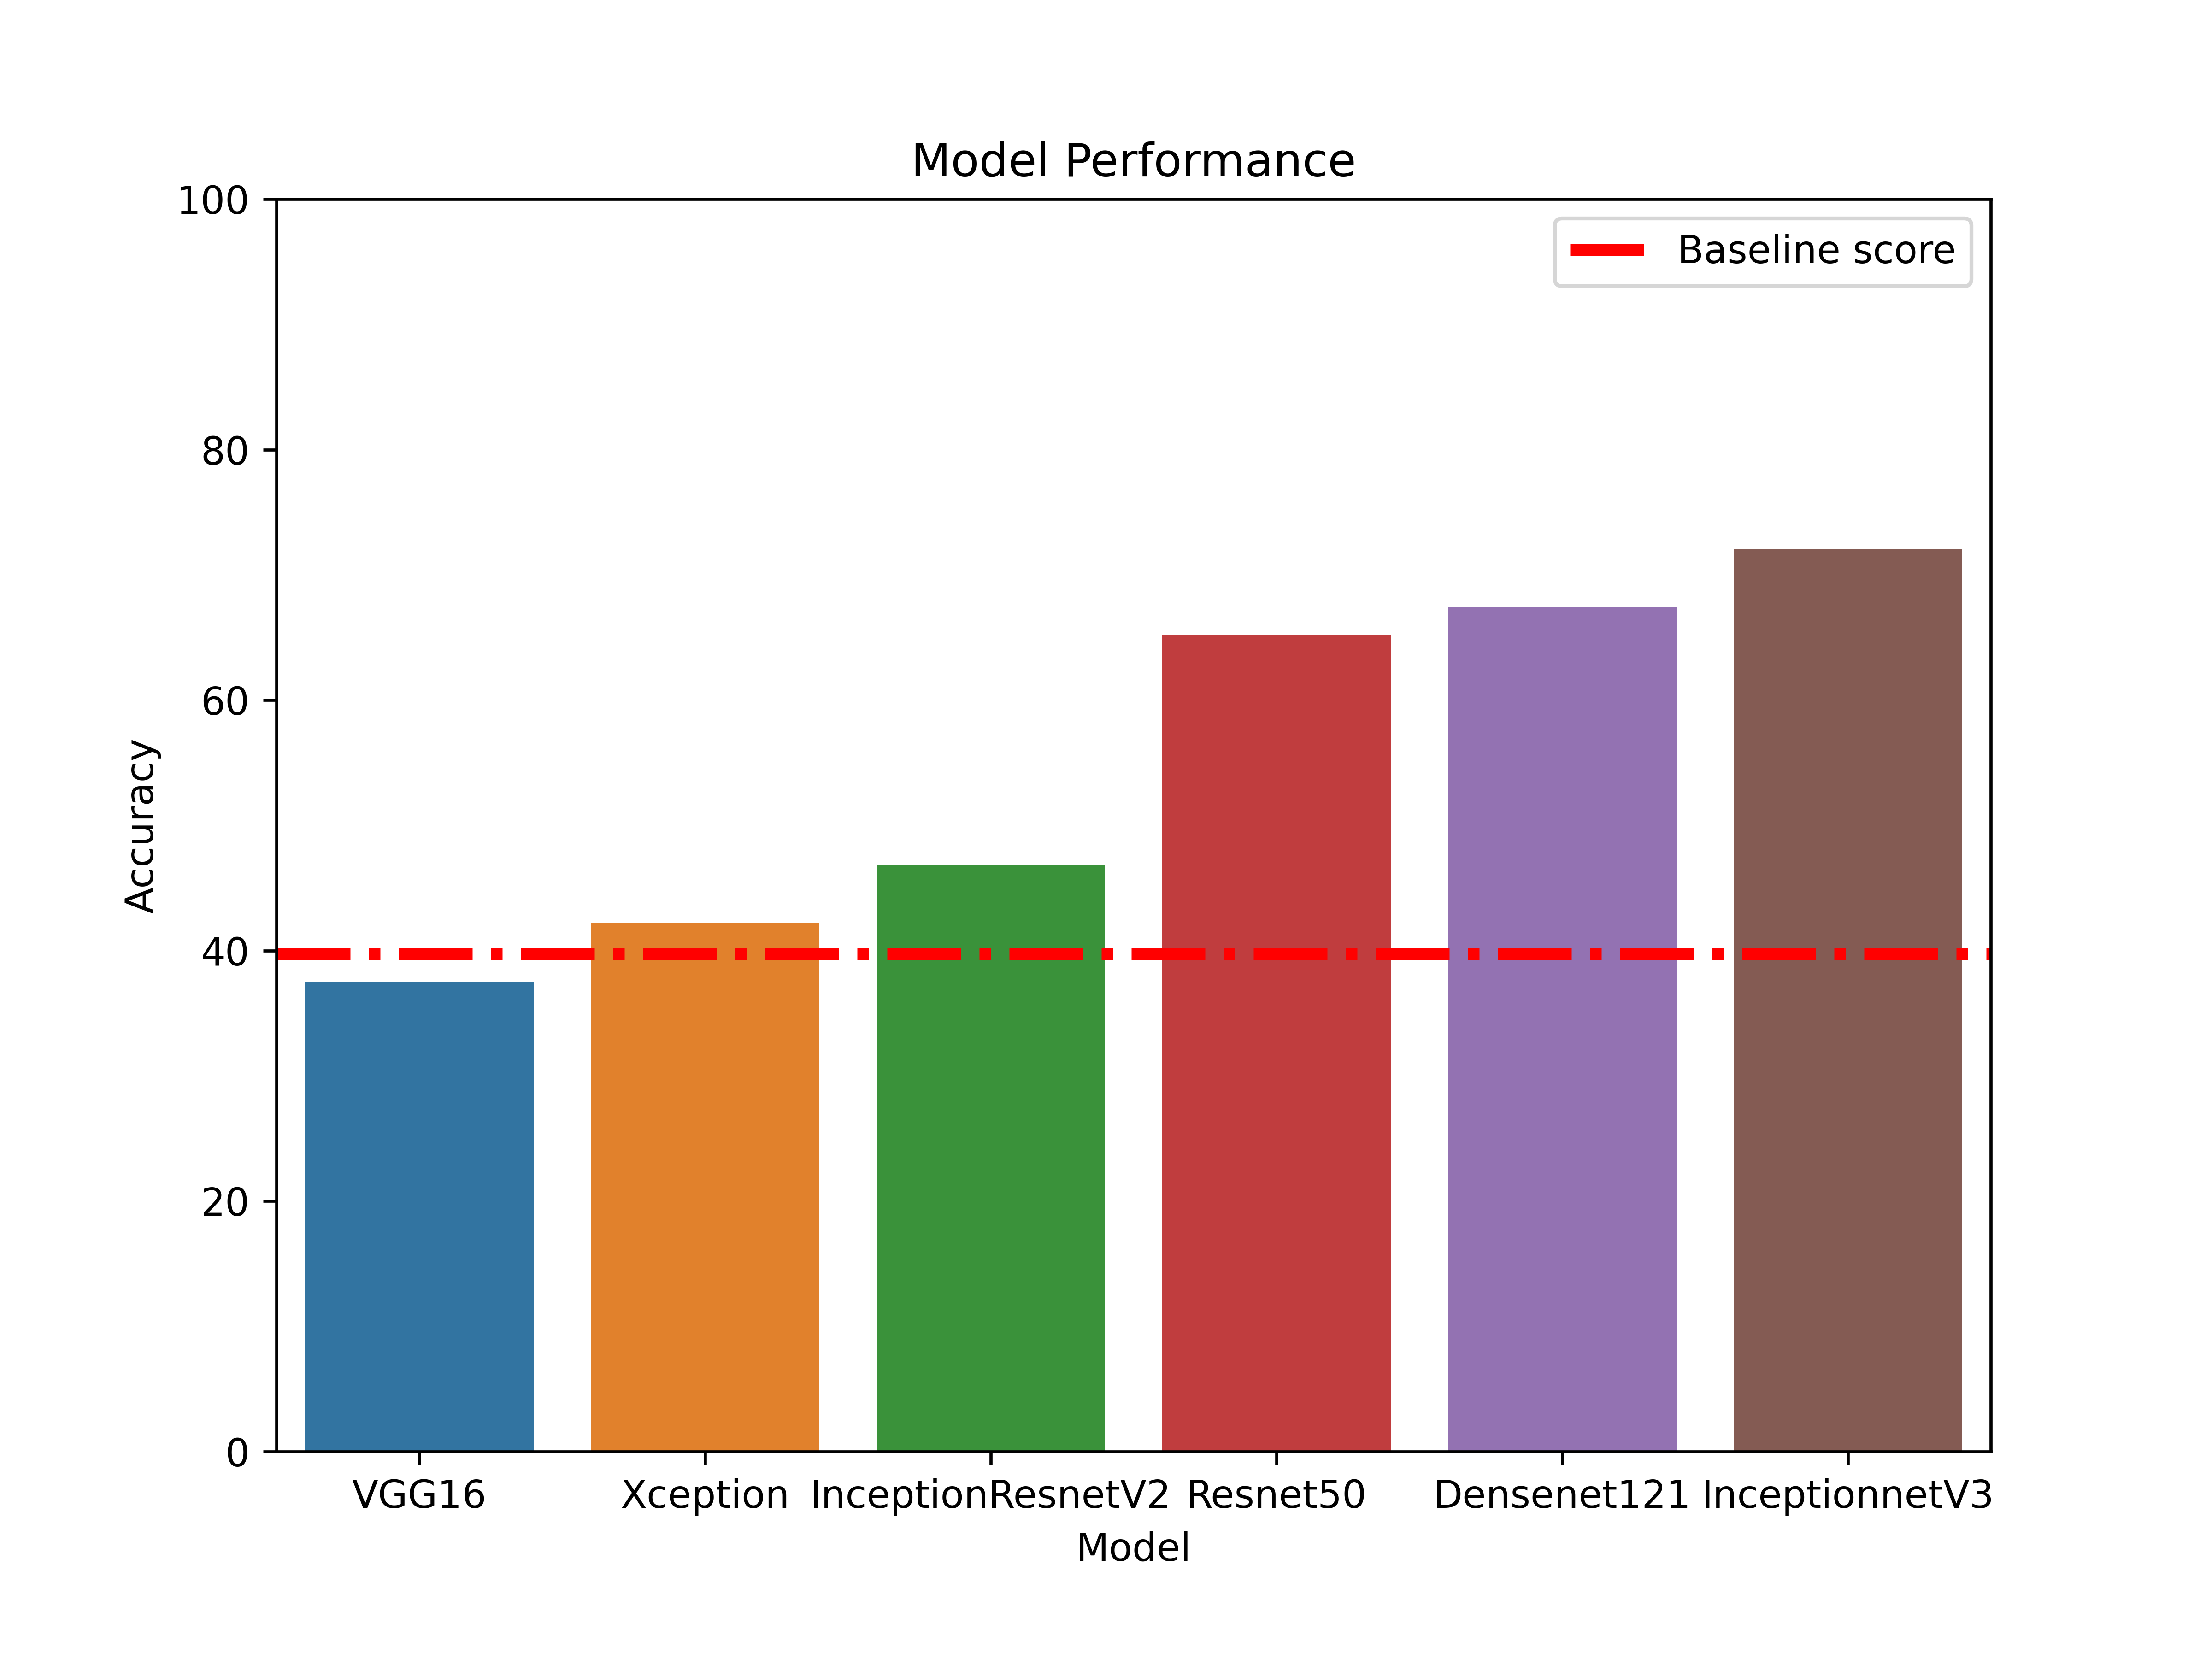 Model Performance
100
Baseline score
80
60
Accuracy
40
20
0
VGG16 Xception InceptionResnetV2 Resnet50 Densenet121 InceptionnetV3
Model